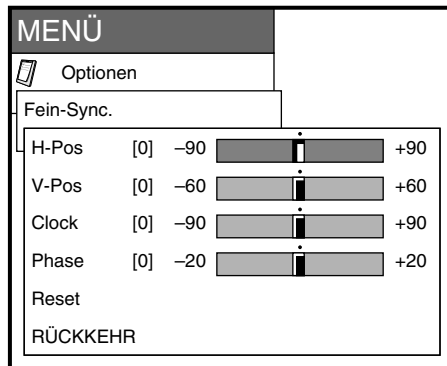 MENÜ
Optionen
Fein-Sync.
H-Pos [0] –90 +90
V-Pos [0] –60 +60
Clock [0] –90 +90
Phase [0] –20 +20
Reset
RÜCKKEHR